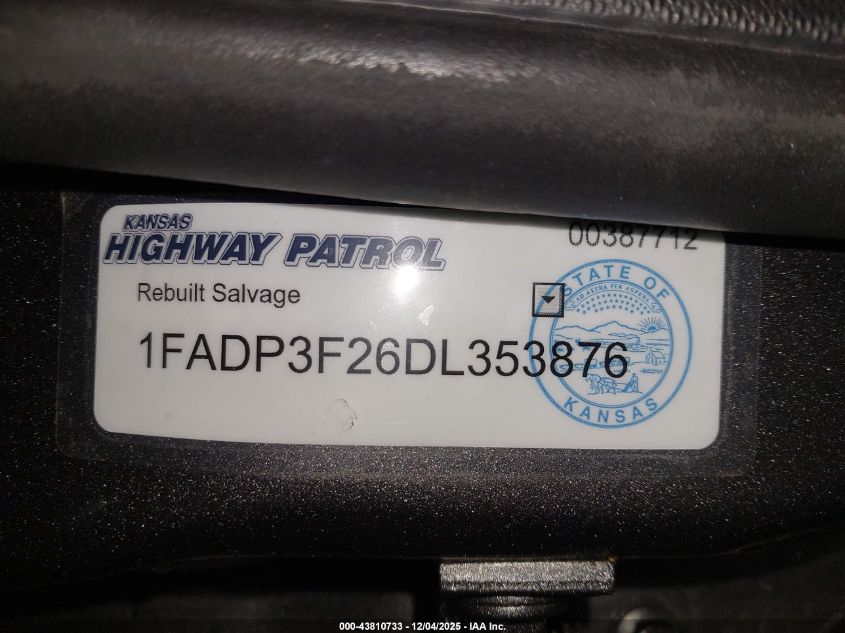 KANSAS
HIGHWAY PATROL
00387712
Rebuilt Salvage
STATE OF
AD ASTRA PER ASPERA
1FADP3F26DL353876
KANSAS
000-43810733 - 12/04/2025 - IAA Inc.